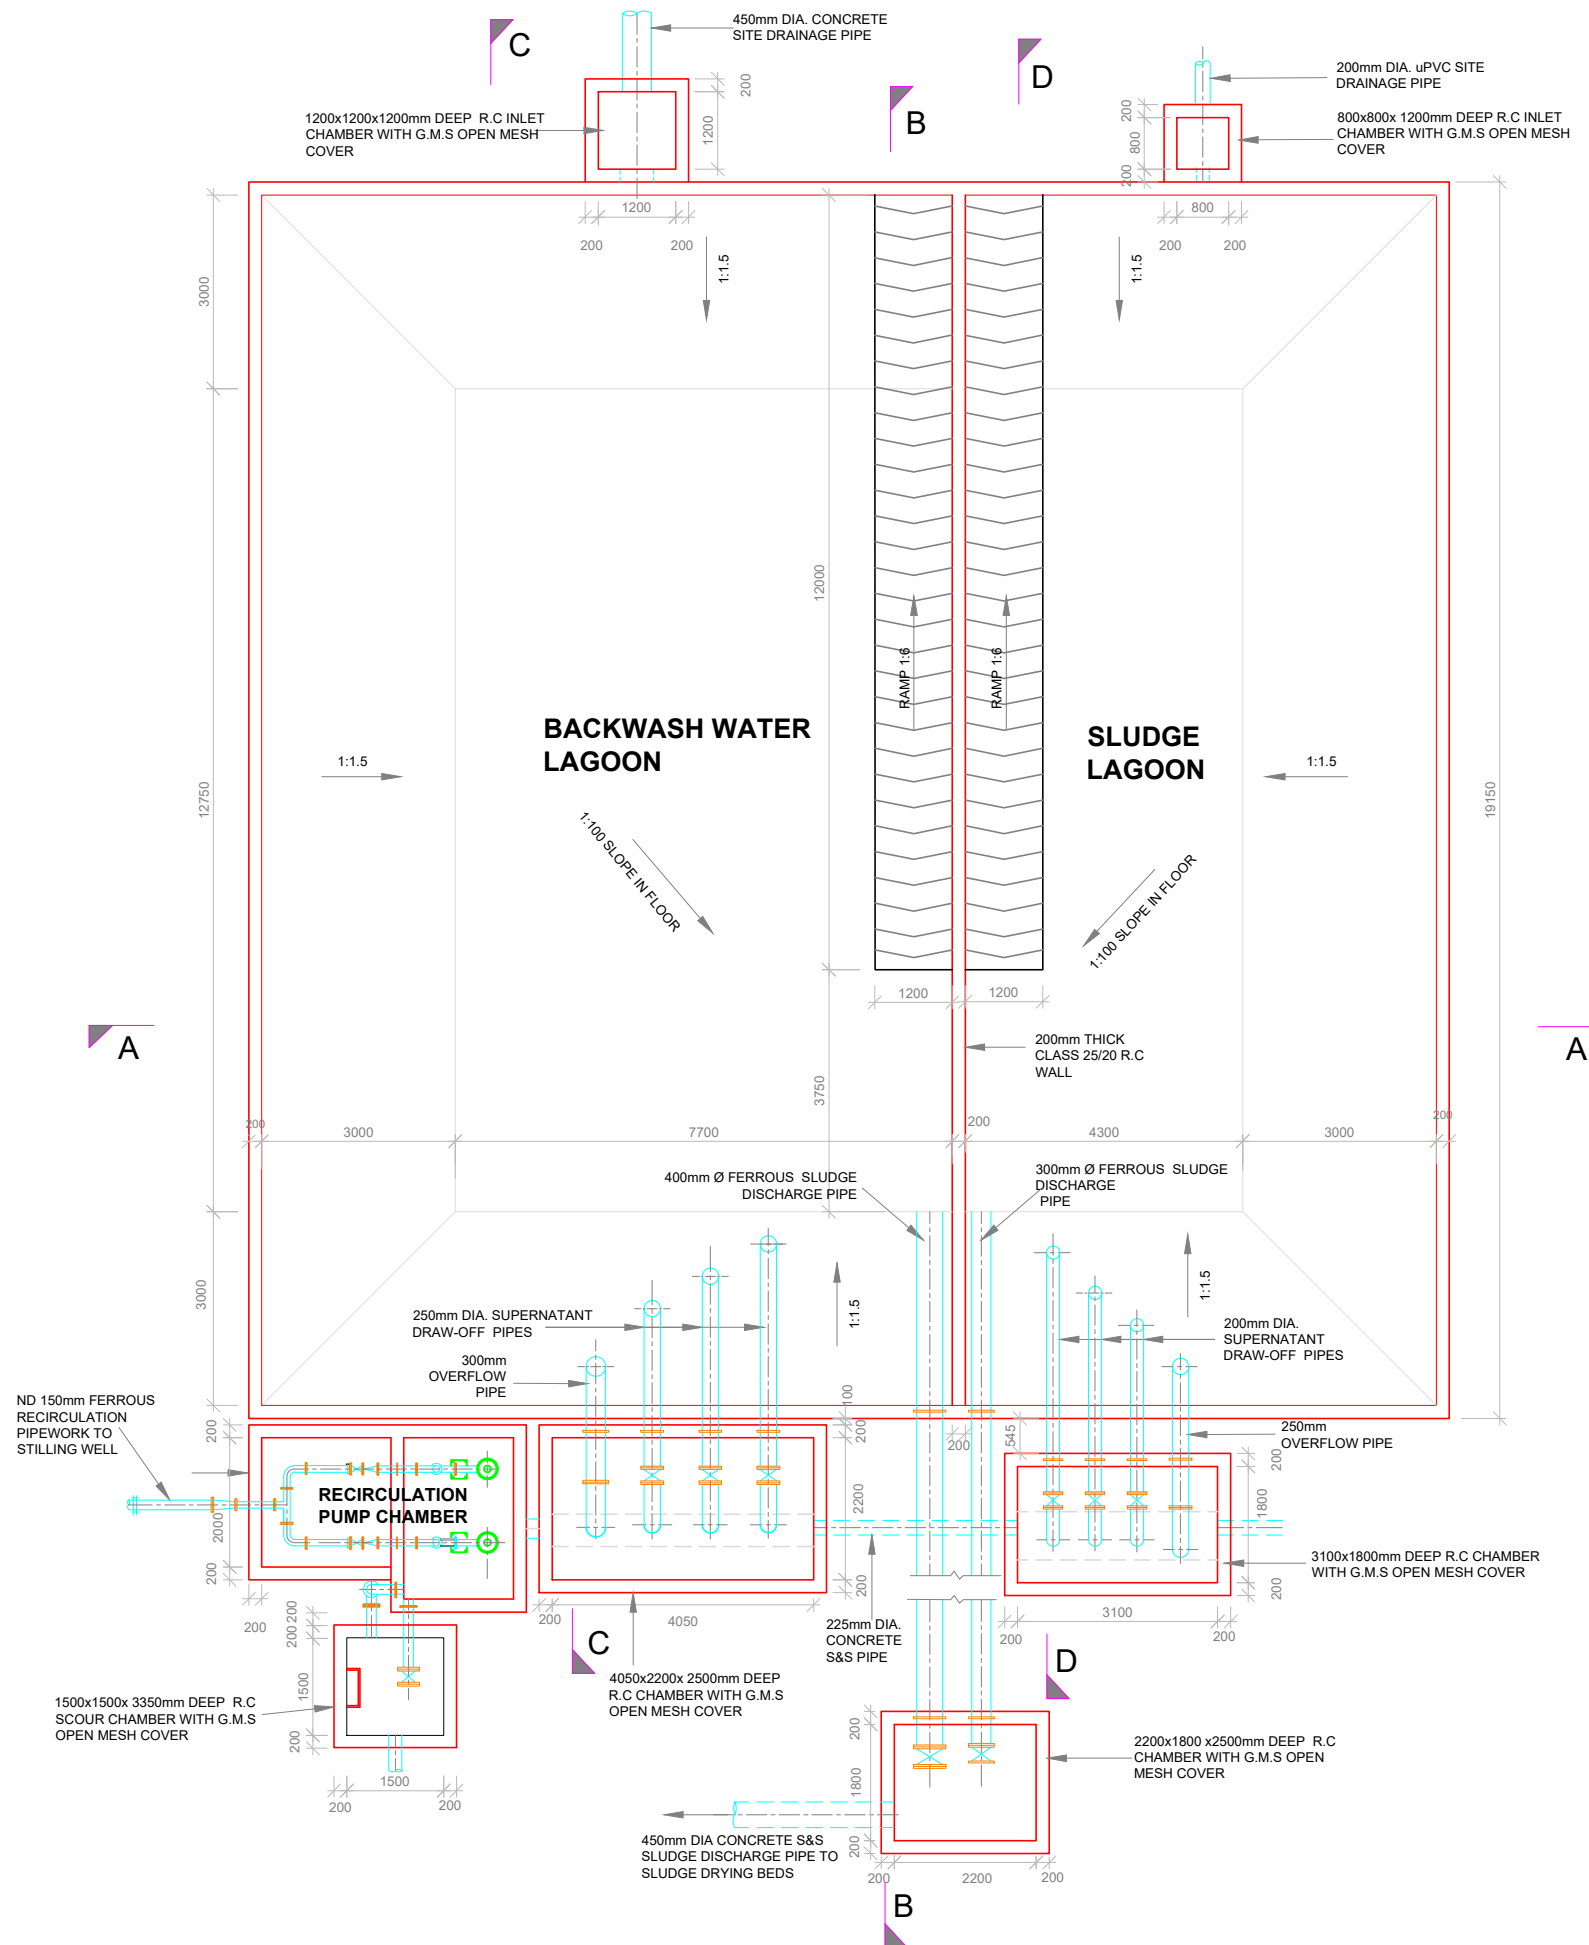 450mm DIA. CONCRETE
SITE DRAINAGE PIPE
C
D
B
200mm DIA. uPVC SITE
DRAINAGE PIPE
200
1200
1200x1200x1200mm DEEP R.C INLET
CHAMBER WITH G.M.S OPEN MESH
COVER
200
800
200
800x800x 1200mm DEEP R.C INLET
CHAMBER WITH G.M.S OPEN MESH
COVER
1200
200
200
800
200
200
1:1.5
1:1.5
3000
12000
12750
19150
RAMP 1:6
RAMP 1:6
BACKWASH WATER
LAGOON
SLUDGE
LAGOON
1:1.5
1:1.5
1:100 SLOPE IN FLOOR
1:100 SLOPE IN FLOOR
1200
1200
A
A
200mm THICK
CLASS 25/20 R.C
WALL
3750
200
3000
7700
200
4300
3000
200
400mm Ø FERROUS SLUDGE
DISCHARGE PIPE
300mm Ø FERROUS SLUDGE
DISCHARGE
PIPE
3000
1:1.5
1:1.5
250mm DIA. SUPERNATANT
DRAW-OFF PIPES
200mm DIA.
SUPERNATANT
DRAW-OFF PIPES
300mm
OVERFLOW
PIPE
ND 150mm FERROUS
RECIRCULATION
PIPEWORK TO
STILLING WELL
100
200
200
200
545
250mm
OVERFLOW PIPE
200
RECIRCULATION
PUMP CHAMBER
2000
2200
1800
200
200
200
3100x1800mm DEEP R.C CHAMBER
WITH G.M.S OPEN MESH COVER
200
200
200
200
4050
225mm DIA.
CONCRETE
S&S PIPE
3100
200
200
C
D
1500
200
4050x2200x 2500mm DEEP
R.C CHAMBER WITH G.M.S
OPEN MESH COVER
1500x1500x 3350mm DEEP R.C
SCOUR CHAMBER WITH G.M.S
OPEN MESH COVER
1500
200
200
200
1800
200
2200x1800 x2500mm DEEP R.C
CHAMBER WITH G.M.S OPEN
MESH COVER
450mm DIA CONCRETE S&S
SLUDGE DISCHARGE PIPE TO
SLUDGE DRYING BEDS
200
2200
200
B